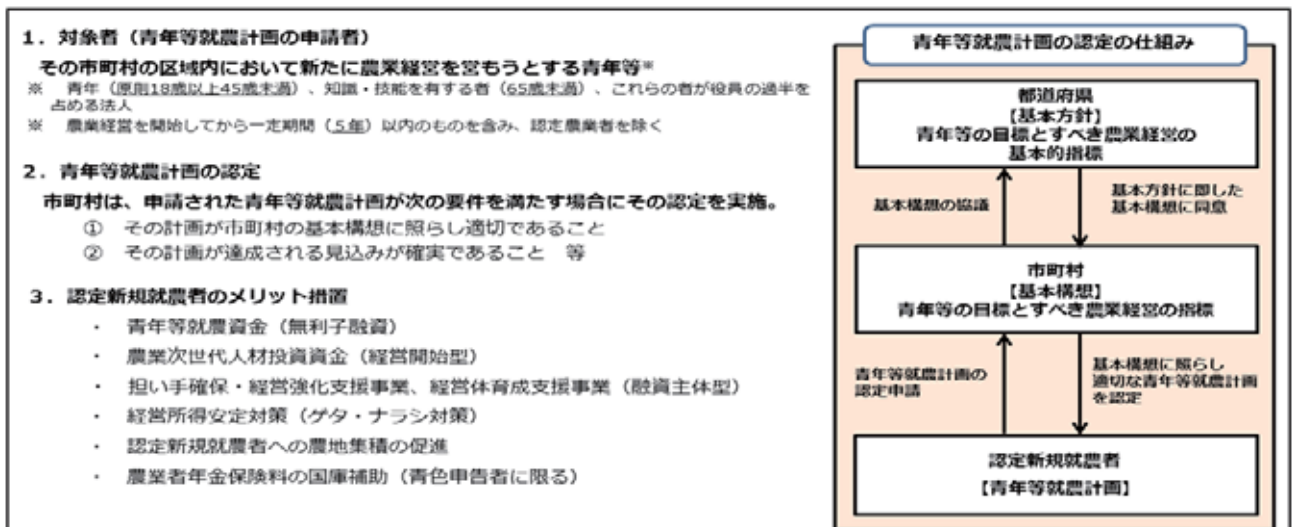 1．対象者（青年等就農計画の申請者）
その市町村の区域内において新たに農業経営を営もうとする青年等※
※　青年（原則18歳以上45歳未満）、知識・技能を有する者（65歳未満）、これらの者が役員の過半を
占める法人
※　農業経営を開始してから一定期間（5年）以内のものを含み、認定農業者を除く
2．青年等就農計画の認定
市町村は、申請された青年等就農計画が次の要件を満たす場合にその認定を実施。
①　その計画が市町村の基本構想に照らし適切であること
②　その計画が達成される見込みが確実であること　等
3．認定新規就農者のメリット措置
・　青年等就農資金（無利子融資）
・　農業次世代人材投資資金（経営開始型）
・　担い手確保・経営強化支援事業、経営体育成支援事業（融資主体型）
・　経営所得安定対策（ゲタ・ナラシ対策）
・　認定新規就農者への農地集積の促進
・　農業者年金保険料の国庫補助（青色申告者に限る）
青年等就農計画の認定の仕組み
都道府県
【基本方針】
青年等の目標とすべき農業経営の
基本的指標
基本構想の協議
基本方針に即した
基本構想に同意
市町村
【基本構想】
青年等の目標とすべき農業経営の指標
青年等就農計画の
認定申請
基本構想に照らし
適切な青年等就農計画
を認定
認定新規就農者
【青年等就農計画】